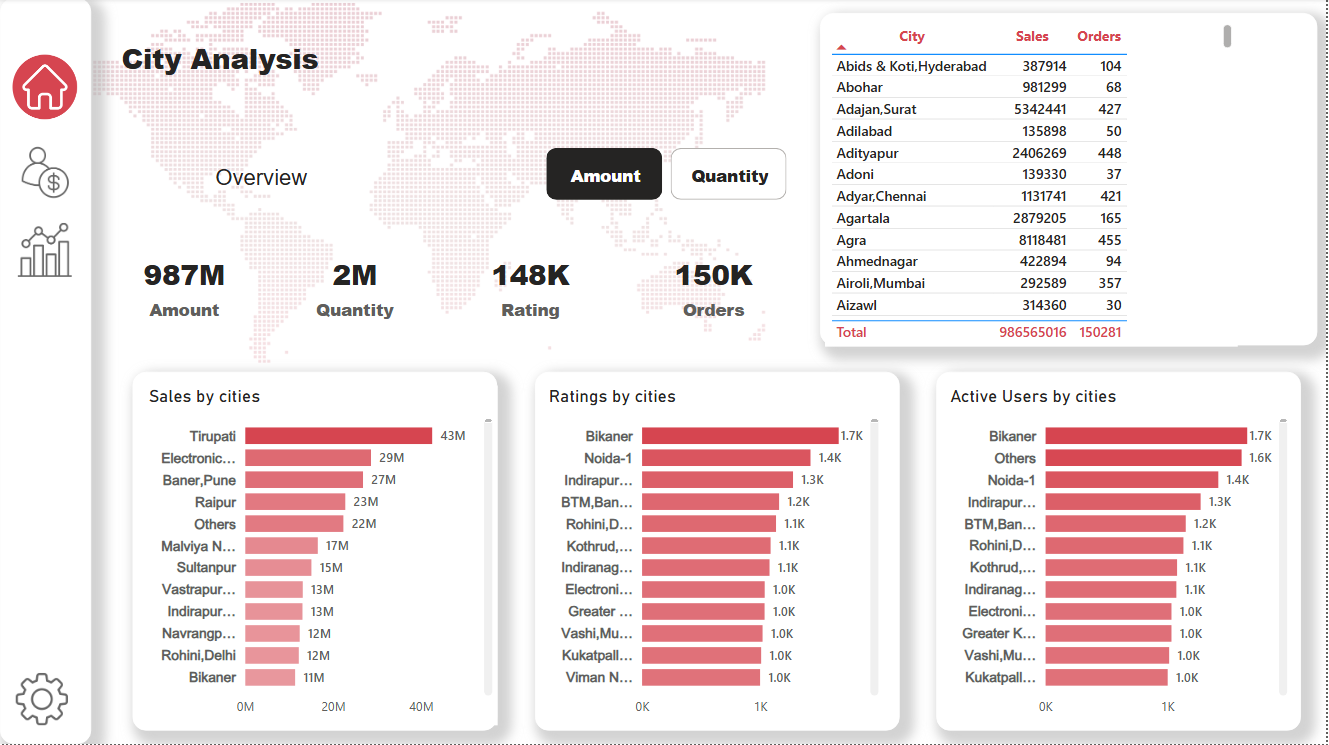 City Analysis
Overview
Amount
Quantity
987M
Amount
2M
Quantity
148K
Rating
150K
Orders
City Sales Orders
Abids & Koti,Hyderabad 387914 104
Abohar 981299 68
Adajan,Surat 5342441 427
Adilabad 135898 50
Adityapur 2406269 448
Adoni 139330 37
Adyar,Chennai 1131741 421
Agartala 2879205 165
Agra 8118481 455
Ahmednagar 422894 94
Airoli,Mumbai 292589 357
Aizawl 314360 30
Total 986565016 150281
Sales by cities
Tirupati 43M
Electronic... 29M
Baner,Pune 27M
Raipur 23M
Others 22M
Malviya N... 17M
Sultanpur 15M
Vastrapur... 13M
Indirapur... 13M
Navrangp... 12M
Rohini,Delhi 12M
Bikaner 11M
0M 20M 40M
Ratings by cities
Bikaner 1.7K
Noida-1 1.4K
Indirapur... 1.3K
BTM,Ban... 1.2K
Rohini,D... 1.1K
Kothrud,... 1.1K
Indiranag... 1.1K
Electroni... 1.0K
Greater ... 1.0K
Vashi,Mu... 1.0K
Kukatpall... 1.0K
Viman N... 1.0K
0K 1K
Active Users by cities
Bikaner 1.7K
Others 1.6K
Noida-1 1.4K
Indirapur... 1.3K
BTM,Ban... 1.2K
Rohini,D... 1.1K
Kothrud,... 1.1K
Indiranag... 1.1K
Electroni... 1.0K
Greater K... 1.0K
Vashi,Mu... 1.0K
Kukatpall... 1.0K
0K 1K